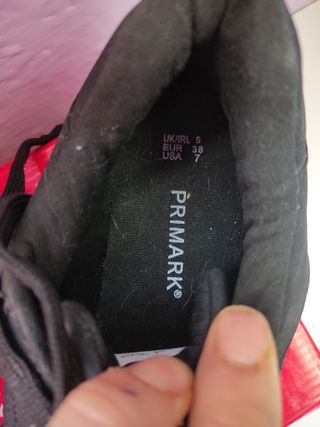 UK/IRL 5
EUR 38
USA 7
PRIMARK®